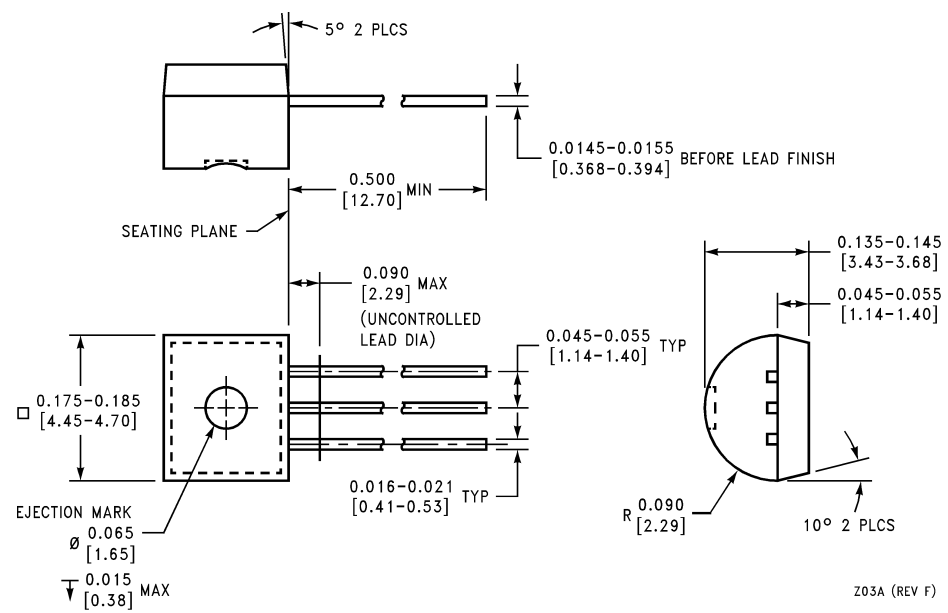 5° 2 PLCS
0.0145–0.0155
[0.368–0.394] BEFORE LEAD FINISH
0.500
[12.70] MIN
SEATING PLANE
0.135–0.145
[3.43–3.68]
0.090
[2.29] MAX
(UNCONTROLLED
LEAD DIA)
0.045–0.055
[1.14–1.40]
0.045–0.055
[1.14–1.40] TYP
0.175–0.185
[4.45–4.70]
0.016–0.021
[0.41–0.53] TYP
EJECTION MARK
Ø 0.065
[1.65]
0.015
[0.38] MAX
R 0.090
[2.29]
10° 2 PLCS
Z03A (REV F)